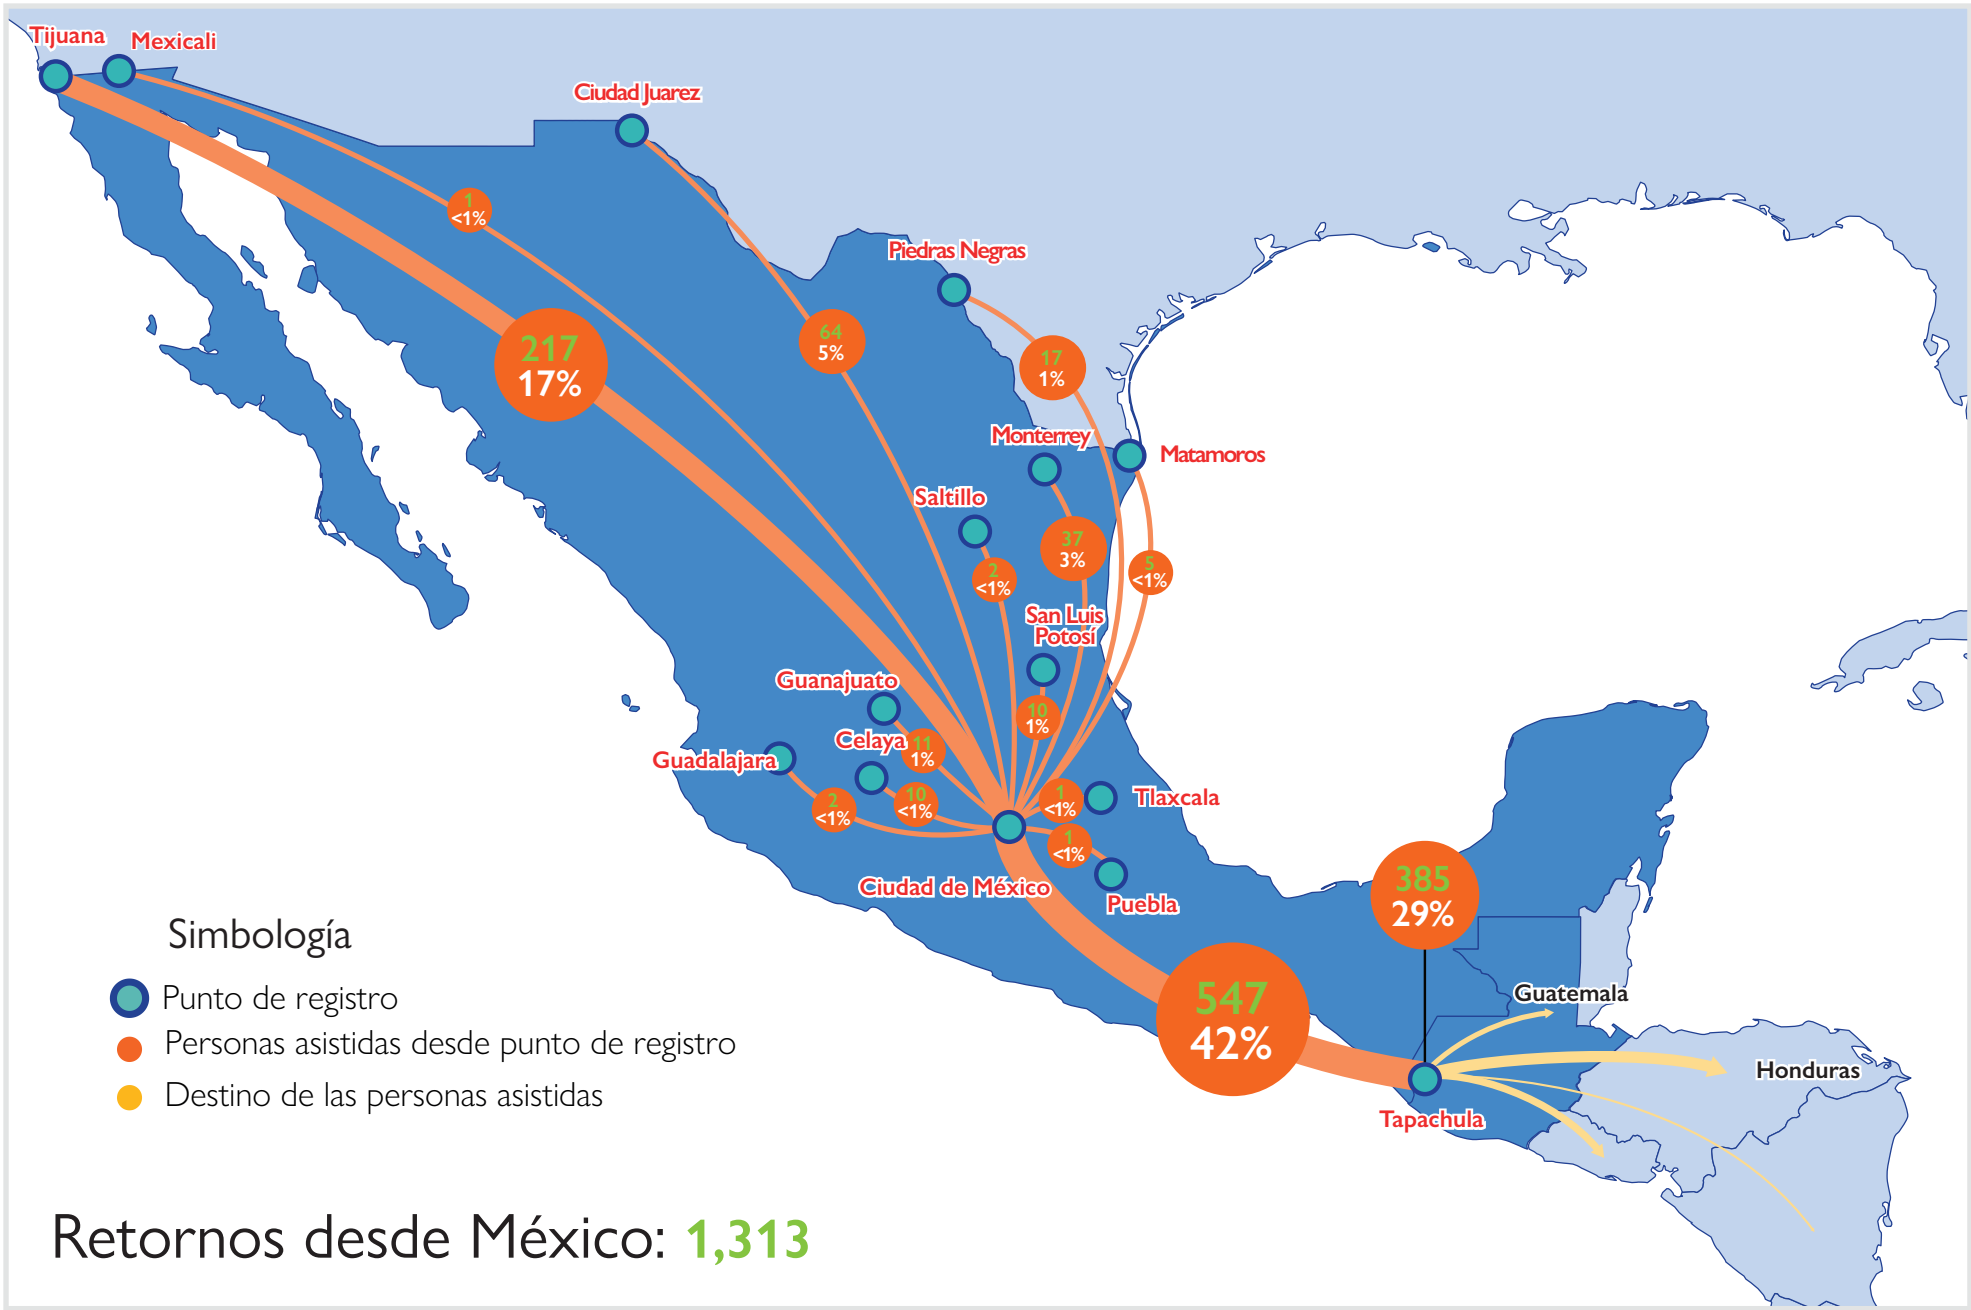 Tijuana
Mexicali
Ciudad Juarez
1
<1%
Piedras Negras
217
17%
64
5%
17
1%
Monterrey
Matamoros
Saltillo
37
3%
2
<1%
5
<1%
San Luis
Potosí
Guanajuato
10
1%
Celaya
11
1%
Guadalajara
2
<1%
10
<1%
1
<1%
Tlaxcala
1
<1%
Ciudad de México
Puebla
385
29%
547
42%
Guatemala
Honduras
Tapachula
Simbología
Punto de registro
Personas asistidas desde punto de registro
Destino de las personas asistidas
Retornos desde México: 1,313